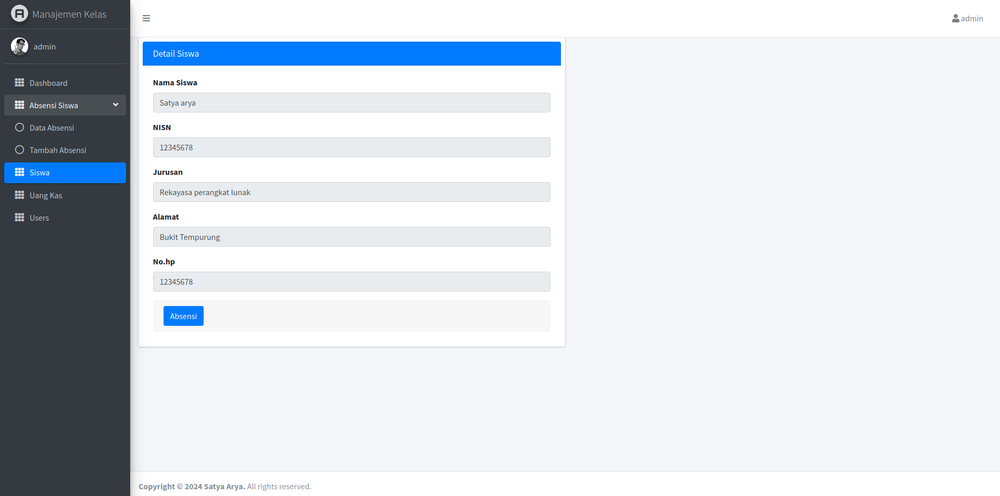 Manajemen Kelas
admin
Dashboard
Absensi Siswa
Data Absensi
Tambah Absensi
Siswa
Uang Kas
Users
admin
Detail Siswa
Nama Siswa
Satya arya
NISN
12345678
Jurusan
Rekayasa perangkat lunak
Alamat
Bukit Tempurung
No.hp
12345678
Absensi
Copyright © 2024 Satya Arya. All rights reserved.